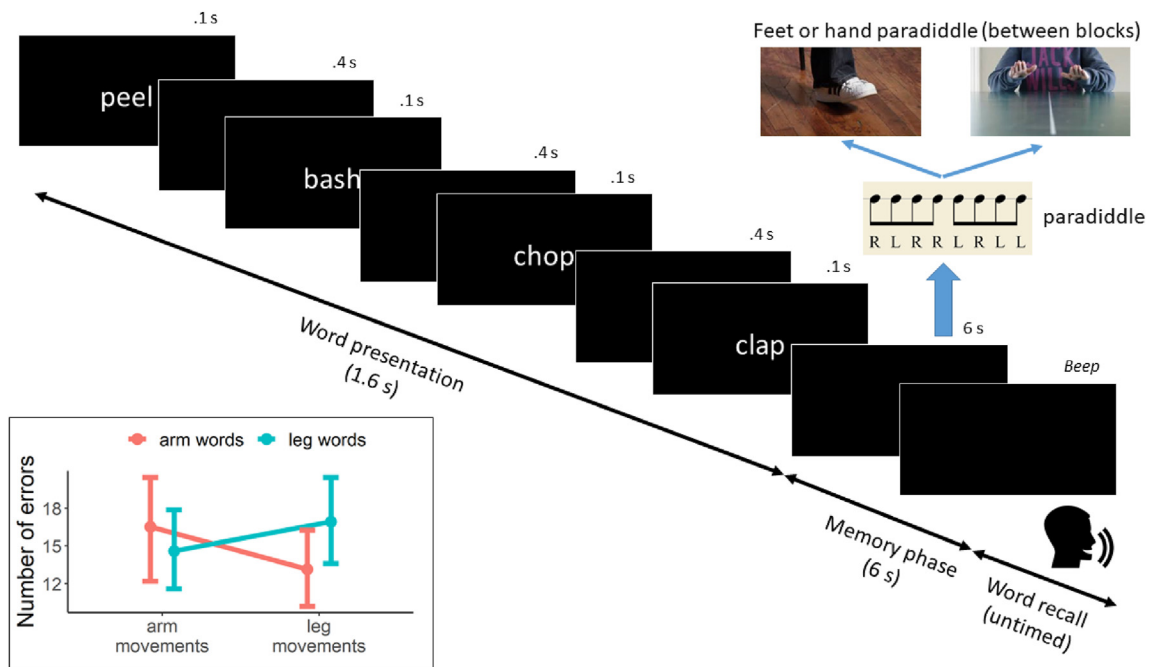 .1 s
peel
.4 s
.1 s
bash
.4 s
.1 s
chop
.4 s
.1 s
clap
6 s
Beep
Feet or hand paradiddle (between blocks)
JACK
WILLS
paradiddle
R L R R L R L L
Word presentation
(1.6 s)
Memory phase
(6 s)
Word recall
(untimed)
arm words
leg words
Number of errors
18
15
12
arm
movements
leg
movements